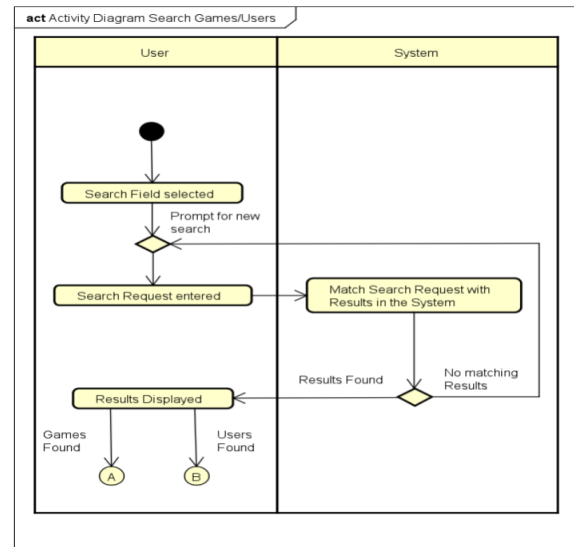 act Activity Diagram Search Games/Users
User
System
Search Field selected
Prompt for new
search
Search Request entered
Match Search Request with
Results in the System
Results Found
No matching
Results
Results Displayed
Games
Found
Users
Found
A
B